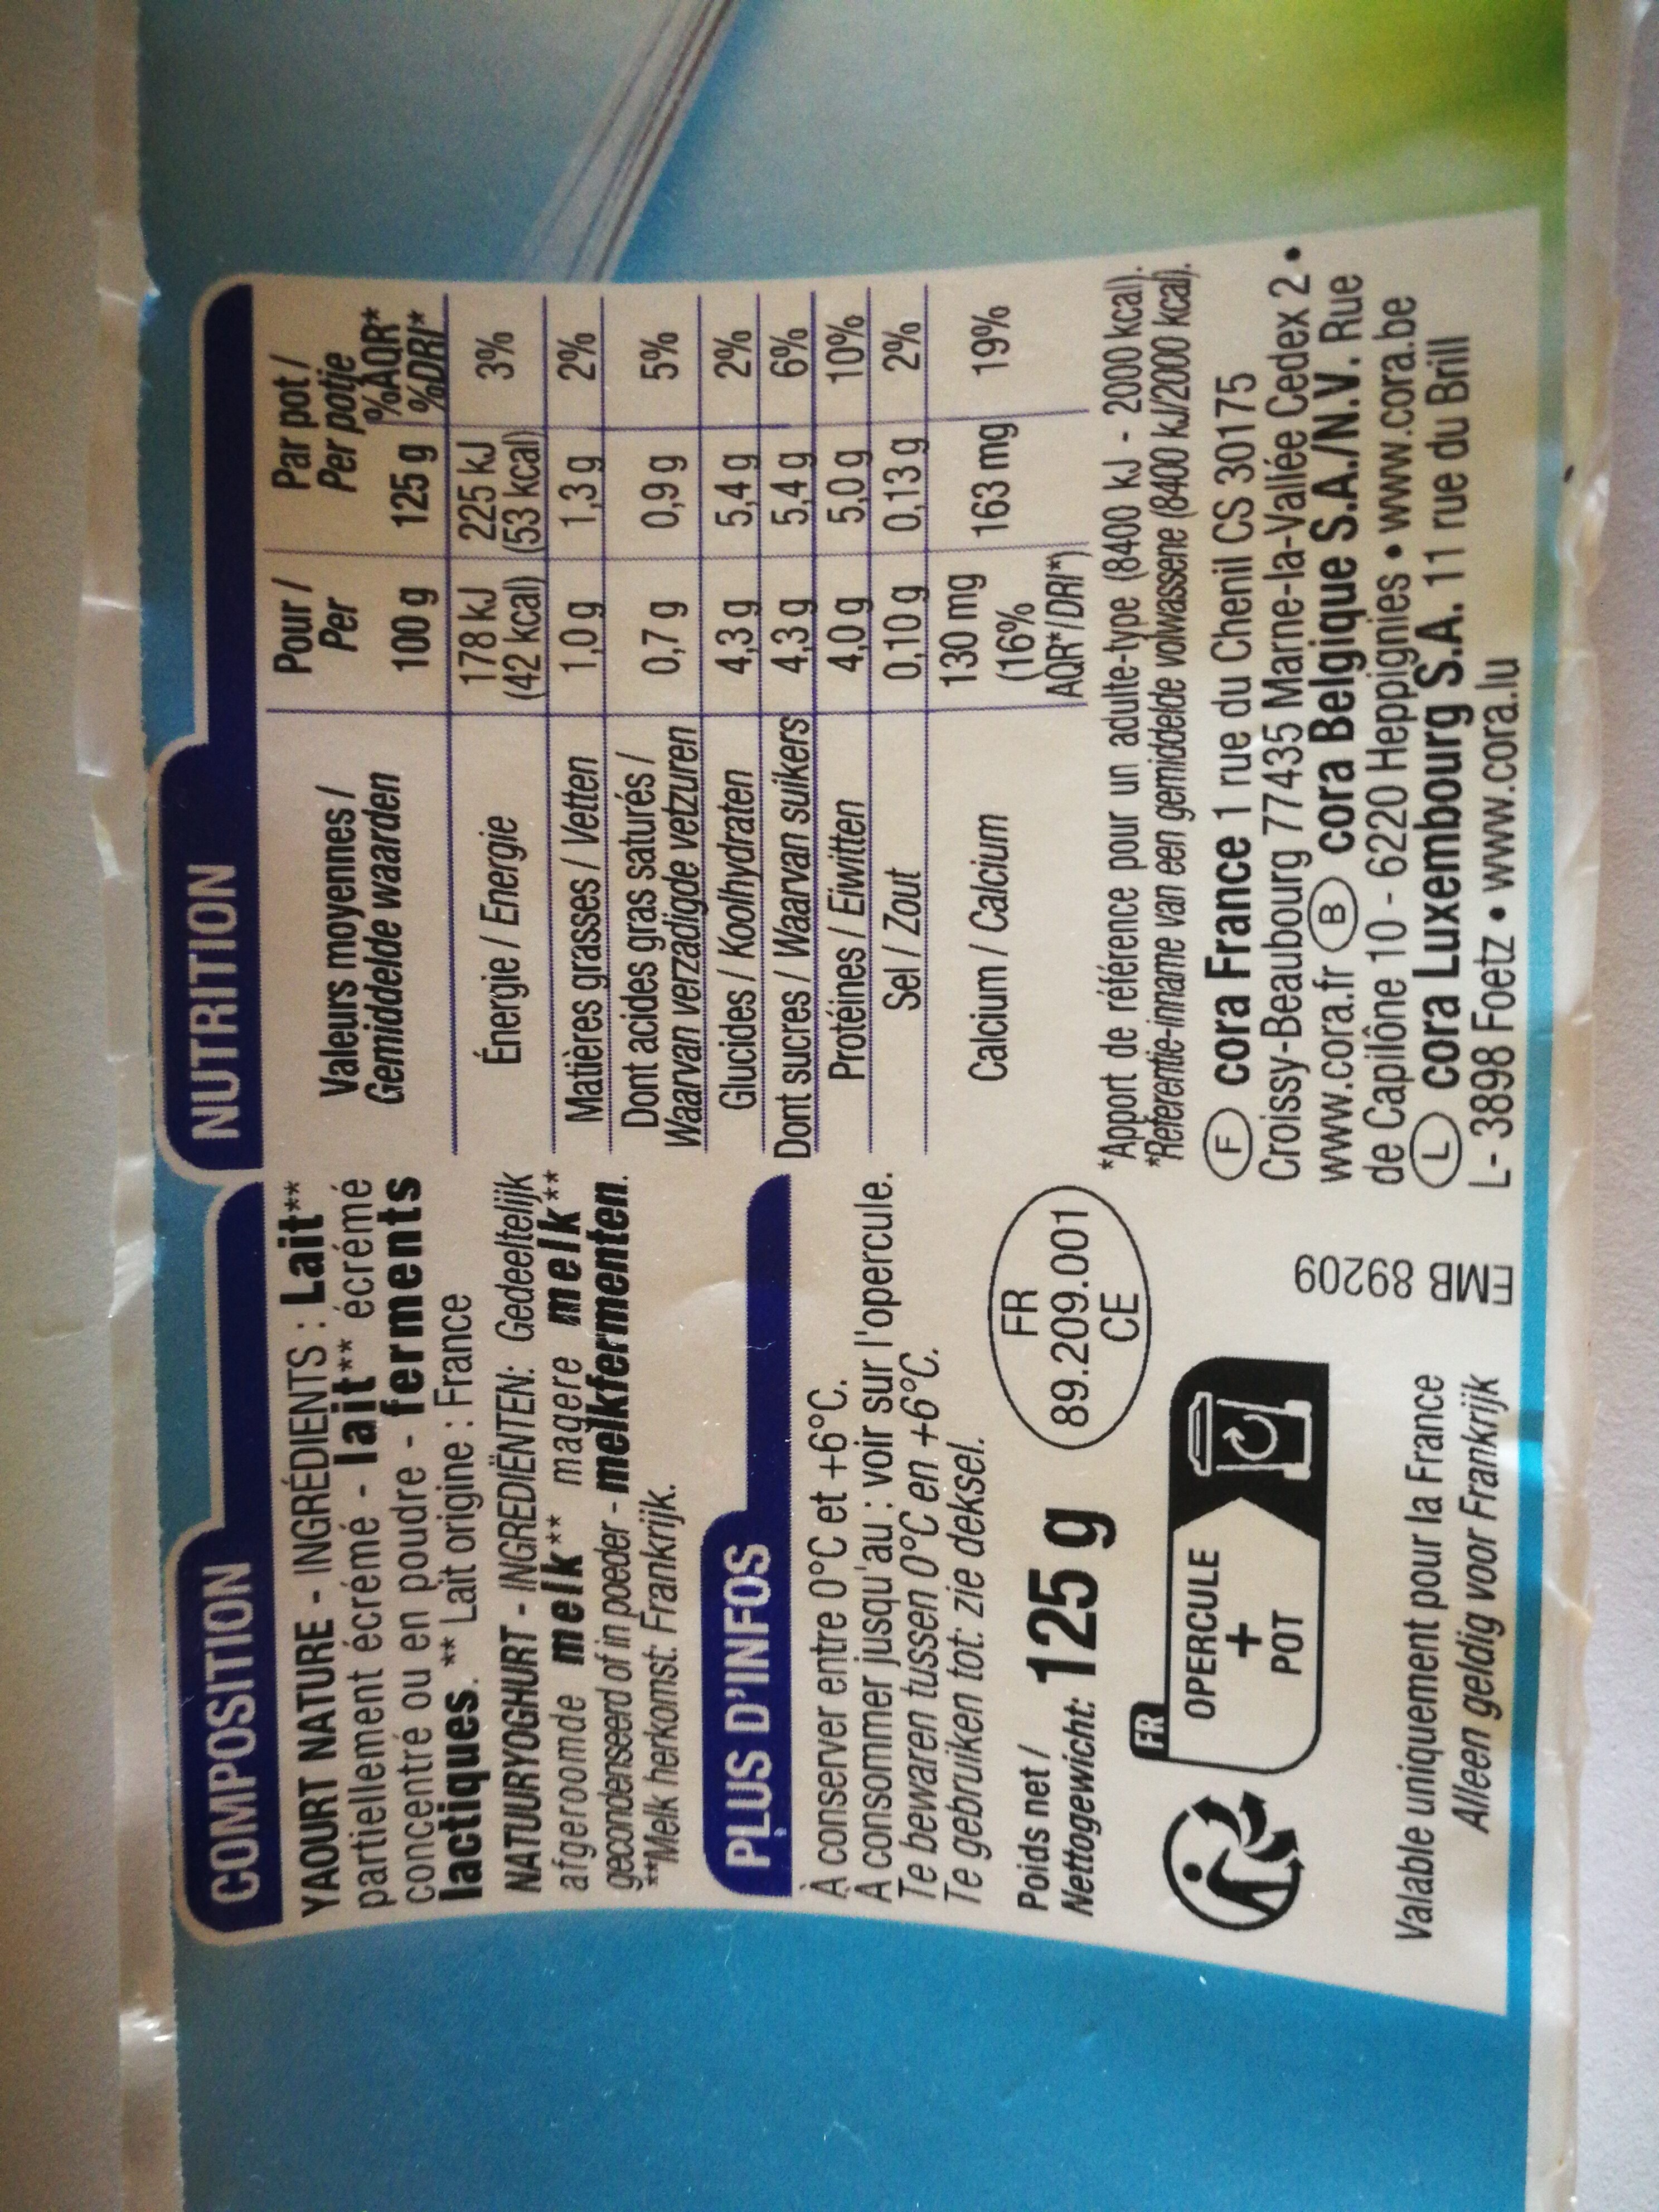 COMPOSITION
YAOURT NATURE - INGRÉDIENTS : Lait**
partiellement écrémé - lait** écrémé
concentré ou en poudre - ferments
lactiques. ** Lait origine : France
NATUURYOGHURT - INGREDIËNTEN: Gedeeltelijk
afgeroomde melk** magere melk**
gecondenseerd of in poeder - melkfermenten.
**Melk herkomst: Frankrijk.
PLUS D'INFOS
À conserver entre 0°C et +6°C.
A consommer jusqu'au : voir sur l'opercule.
Te bewaren tussen 0°C en +6°C.
Te gebruiken tot: zie deksel.
Poids net /
Nettogewicht: 125 g
FR
89.209.001
CE
FR
OPERCULE
+
POT
EMB 89209
Valable uniquement pour la France
Alleen geldig voor Frankrijk
NUTRITION
Valeurs moyennes / Pour / Par pot /
Gemiddelde waarden Per Per potje
100 g 125 g %AQR*
%DRI*
Énergie / Energie 178 kJ 225 kJ 3%
(42 kcal) (53 kcal)
Matières grasses / Vetten 1,0 g 1,3 g 2%
Dont acides gras saturés /
Waarvan verzadigde vetzuren 0,7 g 0,9 g 5%
Glucides / Koolhydraten 4,3 g 5,4 g 2%
Dont sucres / Waarvan suikers 4,3 g 5,4 g 6%
Protéines / Eiwitten 4,0 g 5,0 g 10%
Sel / Zout 0,10 g 0,13 g 2%
Calcium / Calcium 130 mg 163 mg 19%
(16%
AQR*/DRI*)
*Apport de référence pour un adulte-type (8400 kJ - 2000 kcal).
*Referentie-inname van een gemiddelde volwassene (8400 kJ/2000 kcal).
F cora France 1 rue du Chenil CS 30175
Croissy-Beaubourg 77435 Marne-la-Vallée Cedex 2 •
www.cora.fr B cora Belgique S.A./N.V. Rue
de Capilône 10 - 6220 Heppignies • www.cora.be
L cora Luxembourg S.A. 11 rue du Brill
L- 3898 Foetz • www.cora.lu